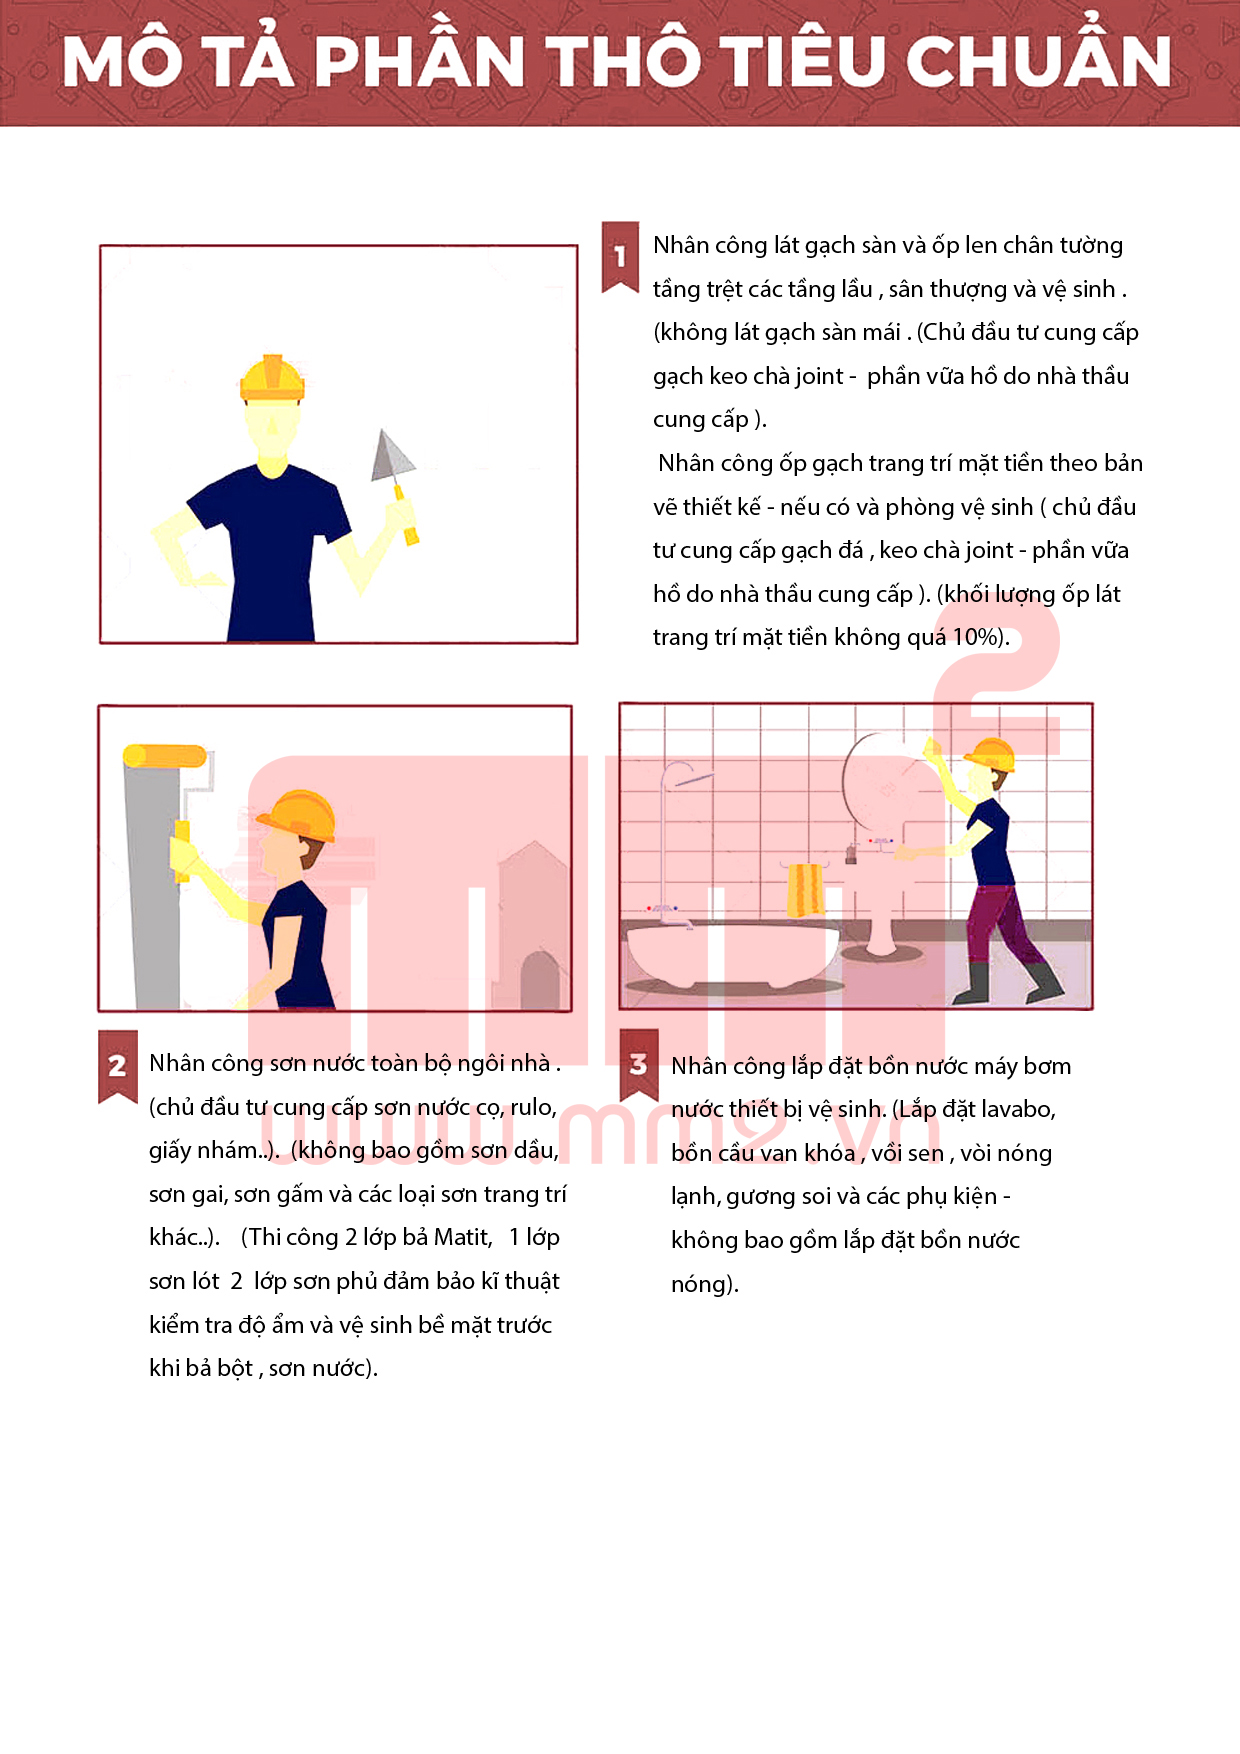 MÔ TẢ PHẦN THÔ TIÊU CHUẨN
1
Nhân công lát gạch sàn và ốp len chân tường
tầng trệt các tầng lầu , sân thượng và vệ sinh .
(không lát gạch sàn mái . (Chủ đầu tư cung cấp
gạch keo chà joint -  phần vữa hồ do nhà thầu
cung cấp ).
Nhân công ốp gạch trang trí mặt tiền theo bản
vẽ thiết kế - nếu có và phòng vệ sinh ( chủ đầu
tư cung cấp gạch đá , keo chà joint - phần vữa
hồ do nhà thầu cung cấp ). (khối lượng ốp lát
trang trí mặt tiền không quá 10%).
2
Nhân công sơn nước toàn bộ ngôi nhà .
(chủ đầu tư cung cấp sơn nước cọ, rulo,
giấy nhám..).  (không bao gồm sơn dầu,
sơn gai, sơn gấm và các loại sơn trang trí
khác..).    (Thi công 2 lớp bả Matit,   1 lớp
sơn lót  2  lớp sơn phủ đảm bảo kĩ thuật
kiểm tra độ ẩm và vệ sinh bề mặt trước
khi bả bột , sơn nước).
3
Nhân công lắp đặt bồn nước máy bơm
nước thiết bị vệ sinh. (Lắp đặt lavabo,
bồn cầu van khóa , vồi sen , vòi nóng
lạnh, gương soi và các phụ kiện -
không bao gồm lắp đặt bồn nước
nóng).
m2
www.mm2.vn